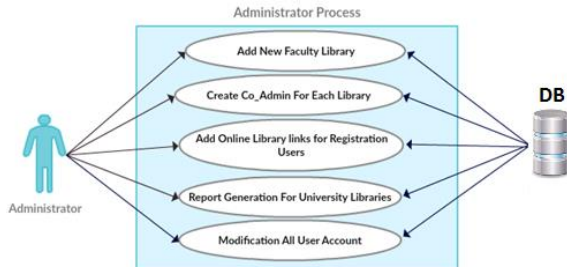 Administrator Process
Add New Faculty Library
Create Co_Admin For Each Library
Add Online Library links for Registration
Users
Report Generation For University Libraries
Modification All User Account
Administrator
DB